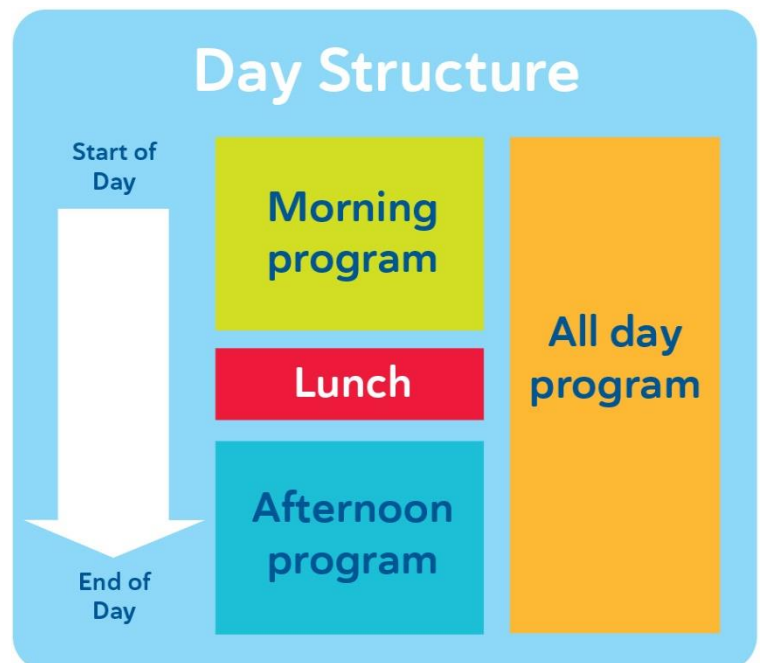 Day Structure
Start of
Day
Morning
program
Lunch
Afternoon
program
End of
Day
All day
program